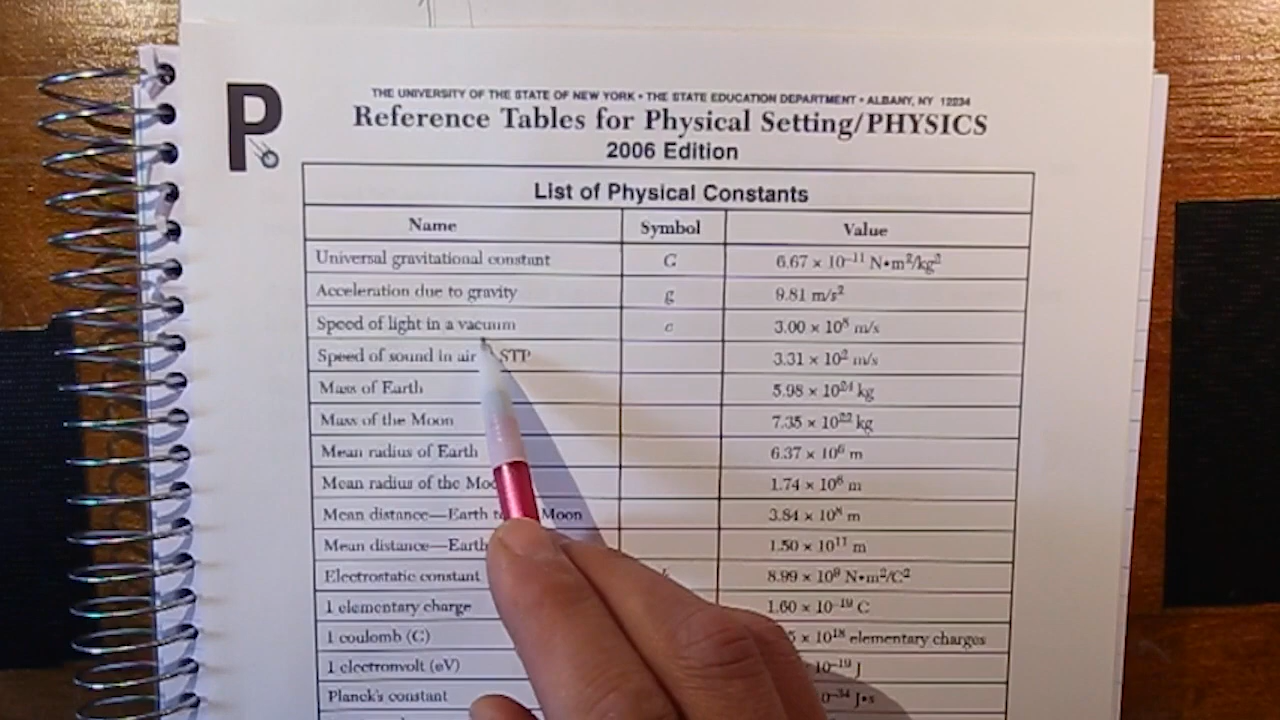 P
THE UNIVERSITY OF THE STATE OF NEW YORK • THE STATE EDUCATION DEPARTMENT • ALBANY, NY 12234
Reference Tables for Physical Setting/PHYSICS
2006 Edition
List of Physical Constants
Name Symbol Value
Universal gravitational constant G 6.67 × 10⁻¹¹ N•m²/kg²
Acceleration due to gravity g 9.81 m/s²
Speed of light in a vacuum c 3.00 × 10⁸ m/s
Speed of sound in air STP 3.31 × 10² m/s
Mass of Earth 5.98 × 10²⁴ kg
Mass of the Moon 7.35 × 10²² kg
Mean radius of Earth 6.37 × 10⁶ m
Mean radius of the 1.74 × 10⁶ m
Mean distance—Earth Moon 3.84 × 10⁸ m
Mean distance—Earth 1.50 × 10¹¹ m
Electrostatic constant 8.99 × 10⁹ N•m²/C²
1 elementary charge 1.60 × 10⁻¹⁹ C
1 coulomb (C) × 10¹⁸ elementary charges
1 electronvolt (eV) 10⁻¹⁹ J
Planck's constant J•s